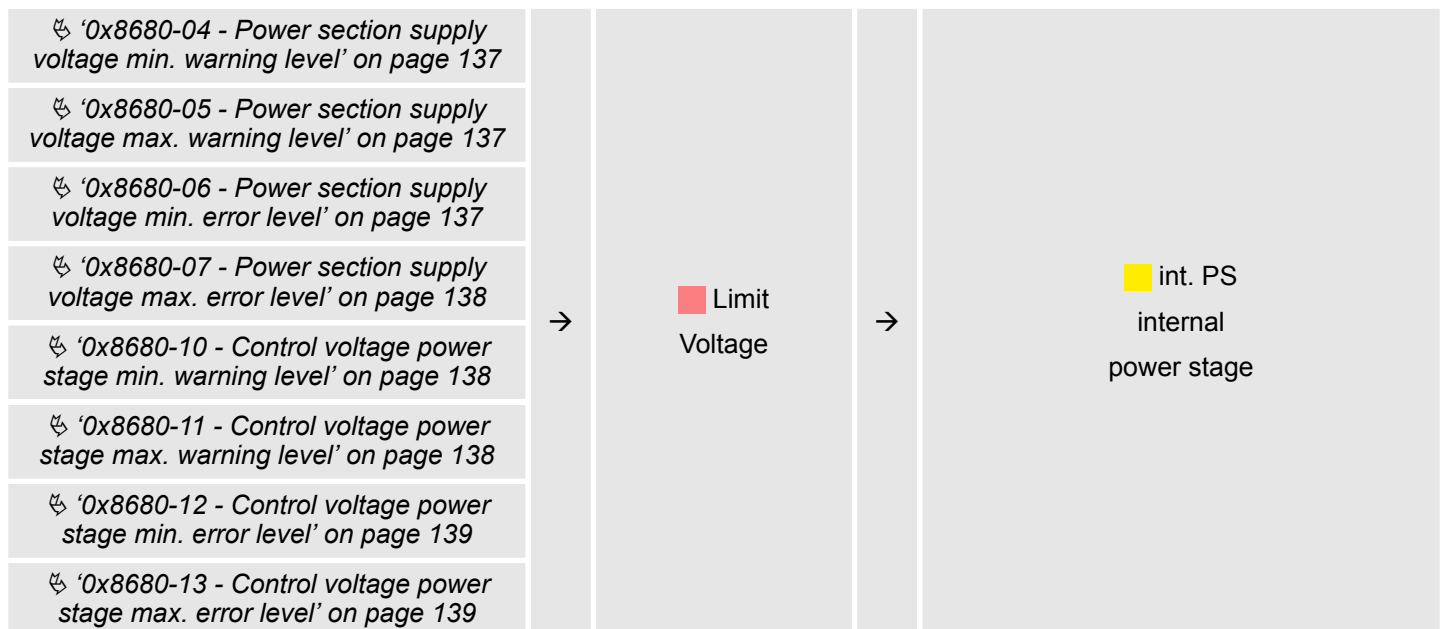 ↳ ‘0x8680-04 - Power section supply
voltage min. warning level’ on page 137
↳ ‘0x8680-05 - Power section supply
voltage max. warning level’ on page 137
↳ ‘0x8680-06 - Power section supply
voltage min. error level’ on page 137
↳ ‘0x8680-07 - Power section supply
voltage max. error level’ on page 138
↳ ‘0x8680-10 - Control voltage power
stage min. warning level’ on page 138
↳ ‘0x8680-11 - Control voltage power
stage max. warning level’ on page 138
↳ ‘0x8680-12 - Control voltage power
stage min. error level’ on page 139
↳ ‘0x8680-13 - Control voltage power
stage max. error level’ on page 139
→
Limit
Voltage
→
int. PS
internal
power stage